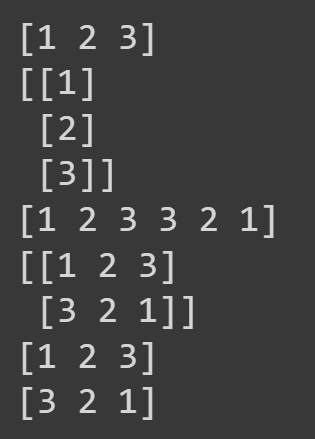 [1 2 3]
[[1]
 [2]
 [3]]
[1 2 3 3 2 1]
[[1 2 3]
 [3 2 1]]
[1 2 3]
[3 2 1]